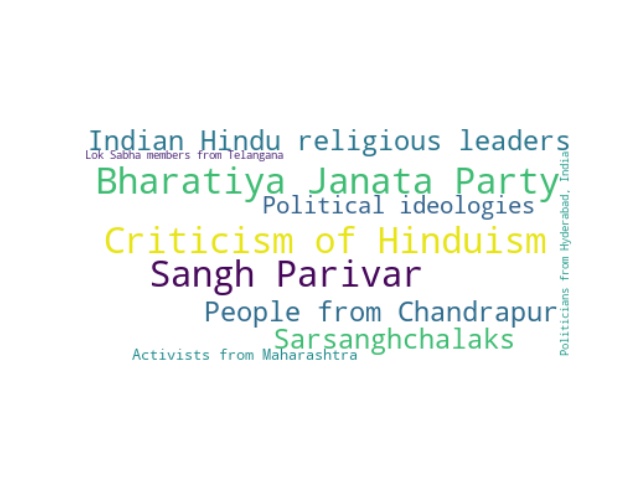 Indian Hindu religious leaders
Lok Sabha members from Telangana
Bharatiya Janata Party
Political ideologies
Criticism of Hinduism
Sangh Parivar
People from Chandrapur
Sarsanghchalaks
Activists from Maharashtra
Politicians from Hyderabad, India